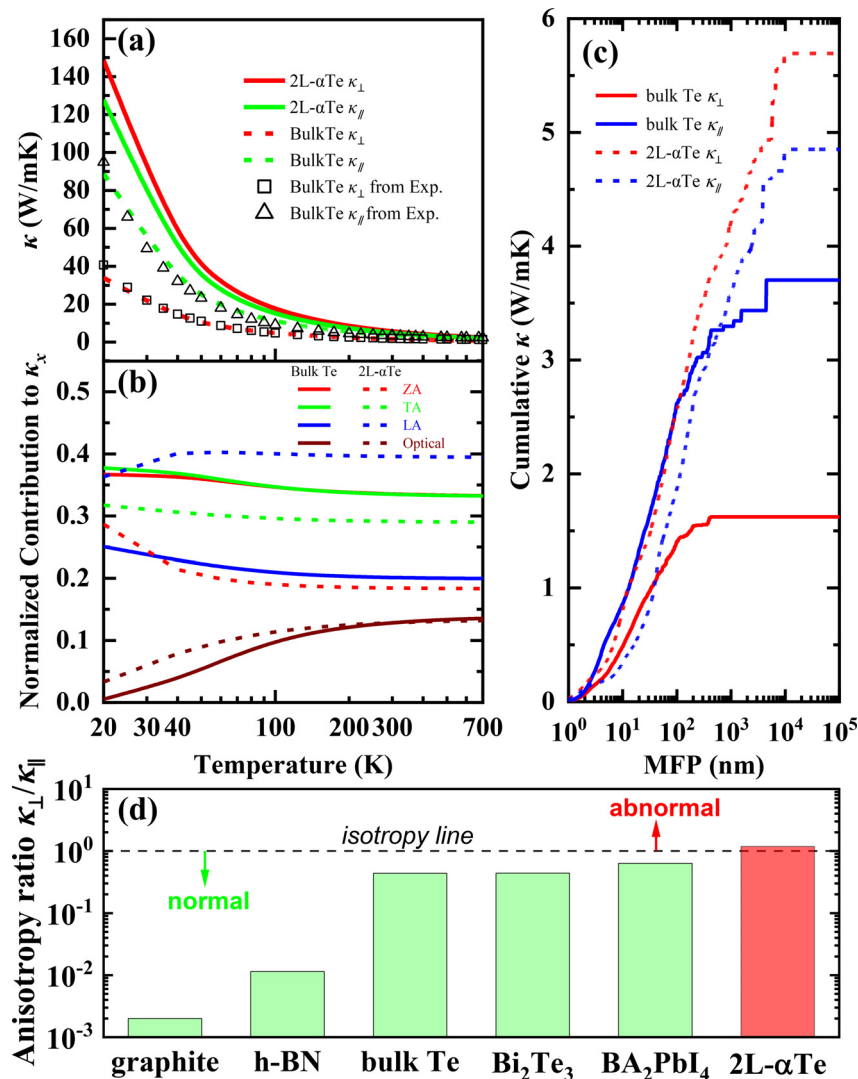 (a)
160
140
120
100
80
60
40
20
0
κ (W/mK)
2L-αTe κ⊥
2L-αTe κ//
BulkTe κ⊥
BulkTe κ//
BulkTe κ⊥ from Exp.
BulkTe κ// from Exp.
(b)
0.5
0.4
0.3
0.2
0.1
0.0
Normalized Contribution to κx
Bulk Te 2L-αTe
ZA
TA
LA
Optical
20 30 40 100 200 300 700
Temperature (K)
(c)
6
5
4
3
2
1
0
Cumulative κ (W/mK)
bulk Te κ⊥
bulk Te κ//
2L-αTe κ⊥
2L-αTe κ//
10⁰ 10¹ 10² 10³ 10⁴ 10⁵
MFP (nm)
(d)
10¹
10⁰
10⁻¹
10⁻²
10⁻³
Anisotropy ratio κ⊥/κ∥
isotropy line
abnormal
normal
graphite h-BN bulk Te Bi₂Te₃ BA₂PbI₄ 2L-αTe